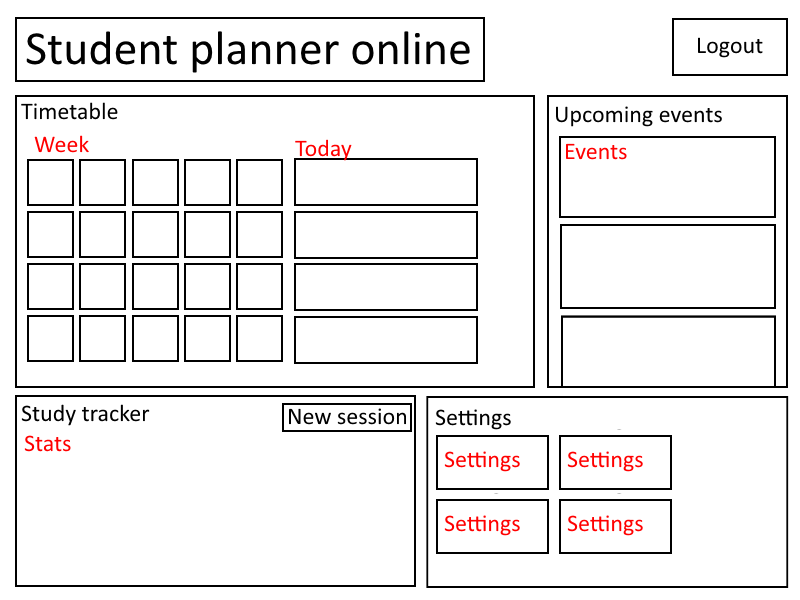 Student planner online
Logout
Timetable
Week
Today
Upcoming events
Events
Study tracker
New session
Stats
Settings
Settings
Settings
Settings
Settings